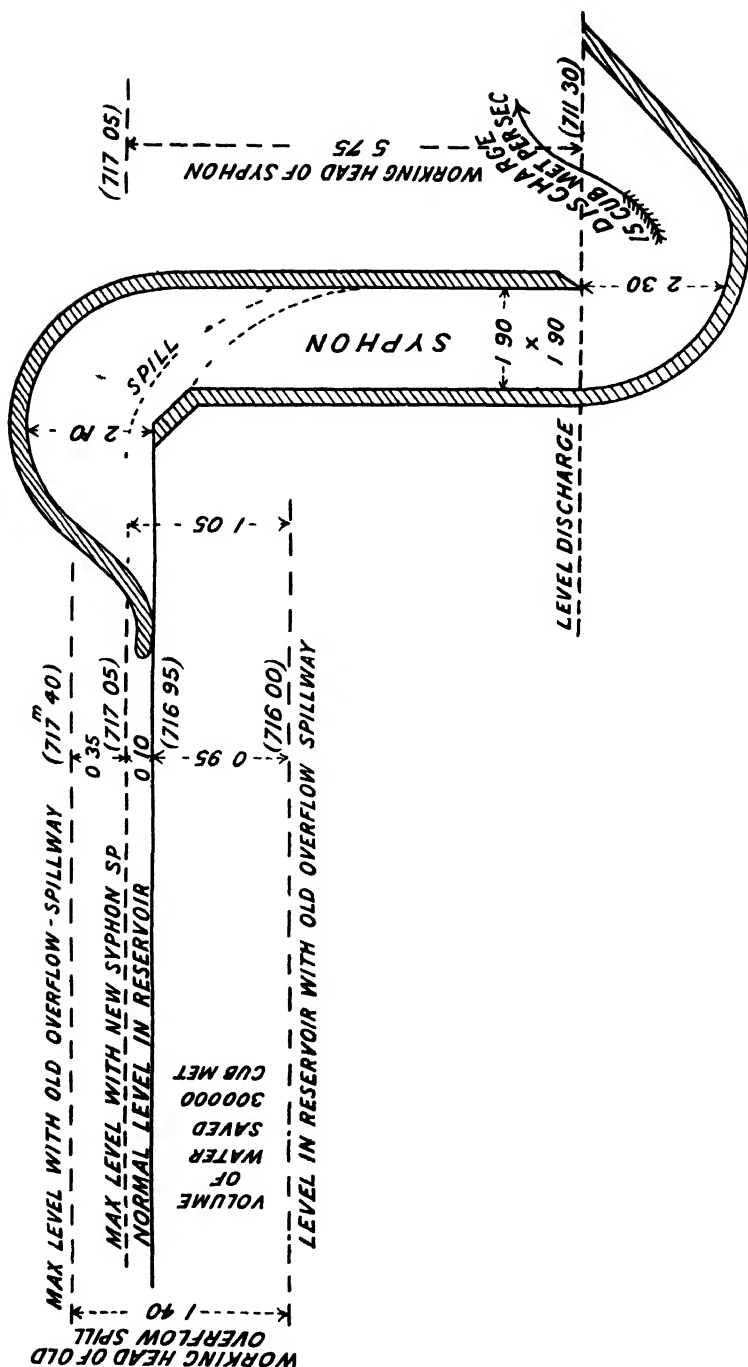 MAX LEVEL WITH OLD OVERFLOW - SPILLWAY
(717 40)
m
0 35
MAX LEVEL WITH NEW SYPHON SP
(717 05)
0 10
NORMAL LEVEL IN RESERVOIR
(716 95)
0 95
VOLUME
OF
WATER
SAVED
300000
CUB MET
(716 00)
LEVEL IN RESERVOIR WITH OLD OVERFLOW SPILLWAY
WORKING HEAD OF OLD
OVERFLOW SPILL
1 40
1 05
2 10
SPILL
SYPHON
1 90
x
1 90
(717 05)
WORKING HEAD OF SYPHON
5 75
DISCHARGE
15 CUB MET PER SEC
(711 30)
LEVEL DISCHARGE
2 30